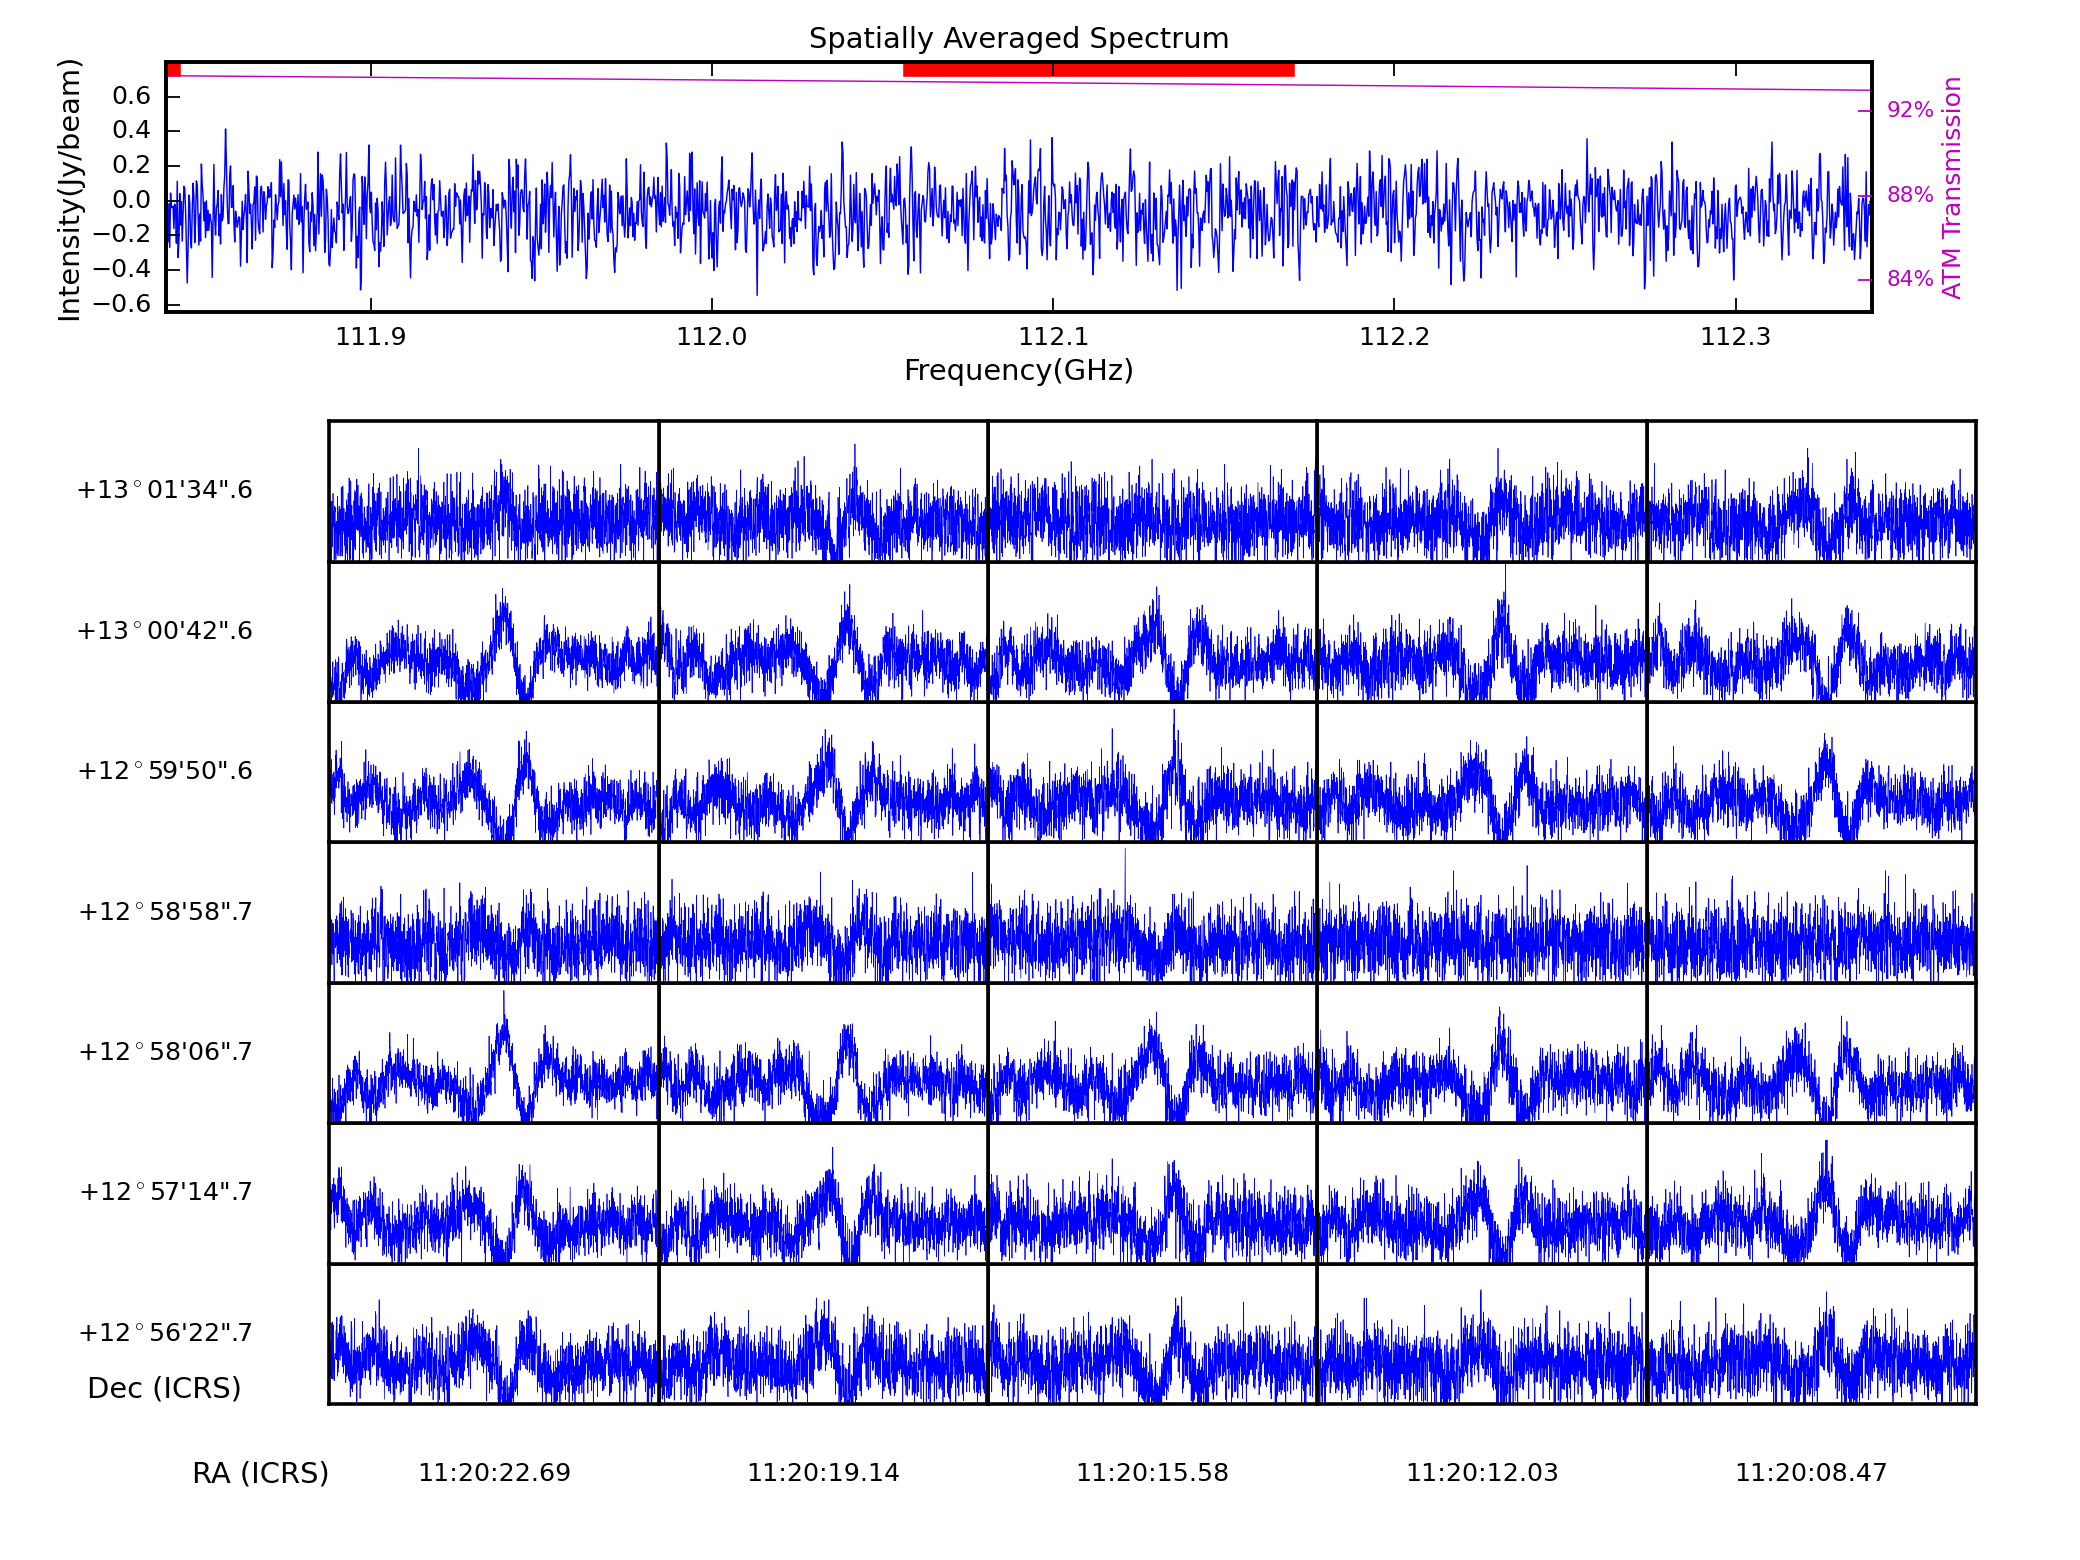 Spatially Averaged Spectrum
Intensity(Jy/beam)
0.6
0.4
0.2
0.0
−0.2
−0.4
−0.6
92%
88%
84%
ATM Transmission
111.9 112.0 112.1 112.2 112.3
Frequency(GHz)
+13°01'34".6
+13°00'42".6
+12°59'50".6
+12°58'58".7
+12°58'06".7
+12°57'14".7
+12°56'22".7
Dec (ICRS)
RA (ICRS) 11:20:22.69 11:20:19.14 11:20:15.58 11:20:12.03 11:20:08.47